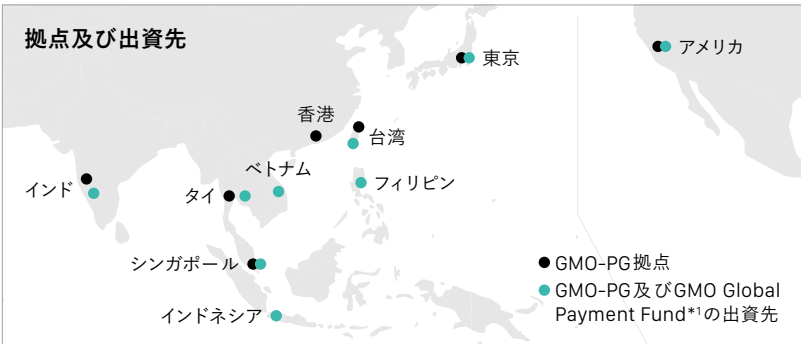 拠点及び出資先
アメリカ
東京
香港
台湾
ベトナム
インド
タイ
フィリピン
シンガポール
インドネシア
GMO-PG拠点
GMO-PG及びGMO Global
Payment Fund*1の出資先